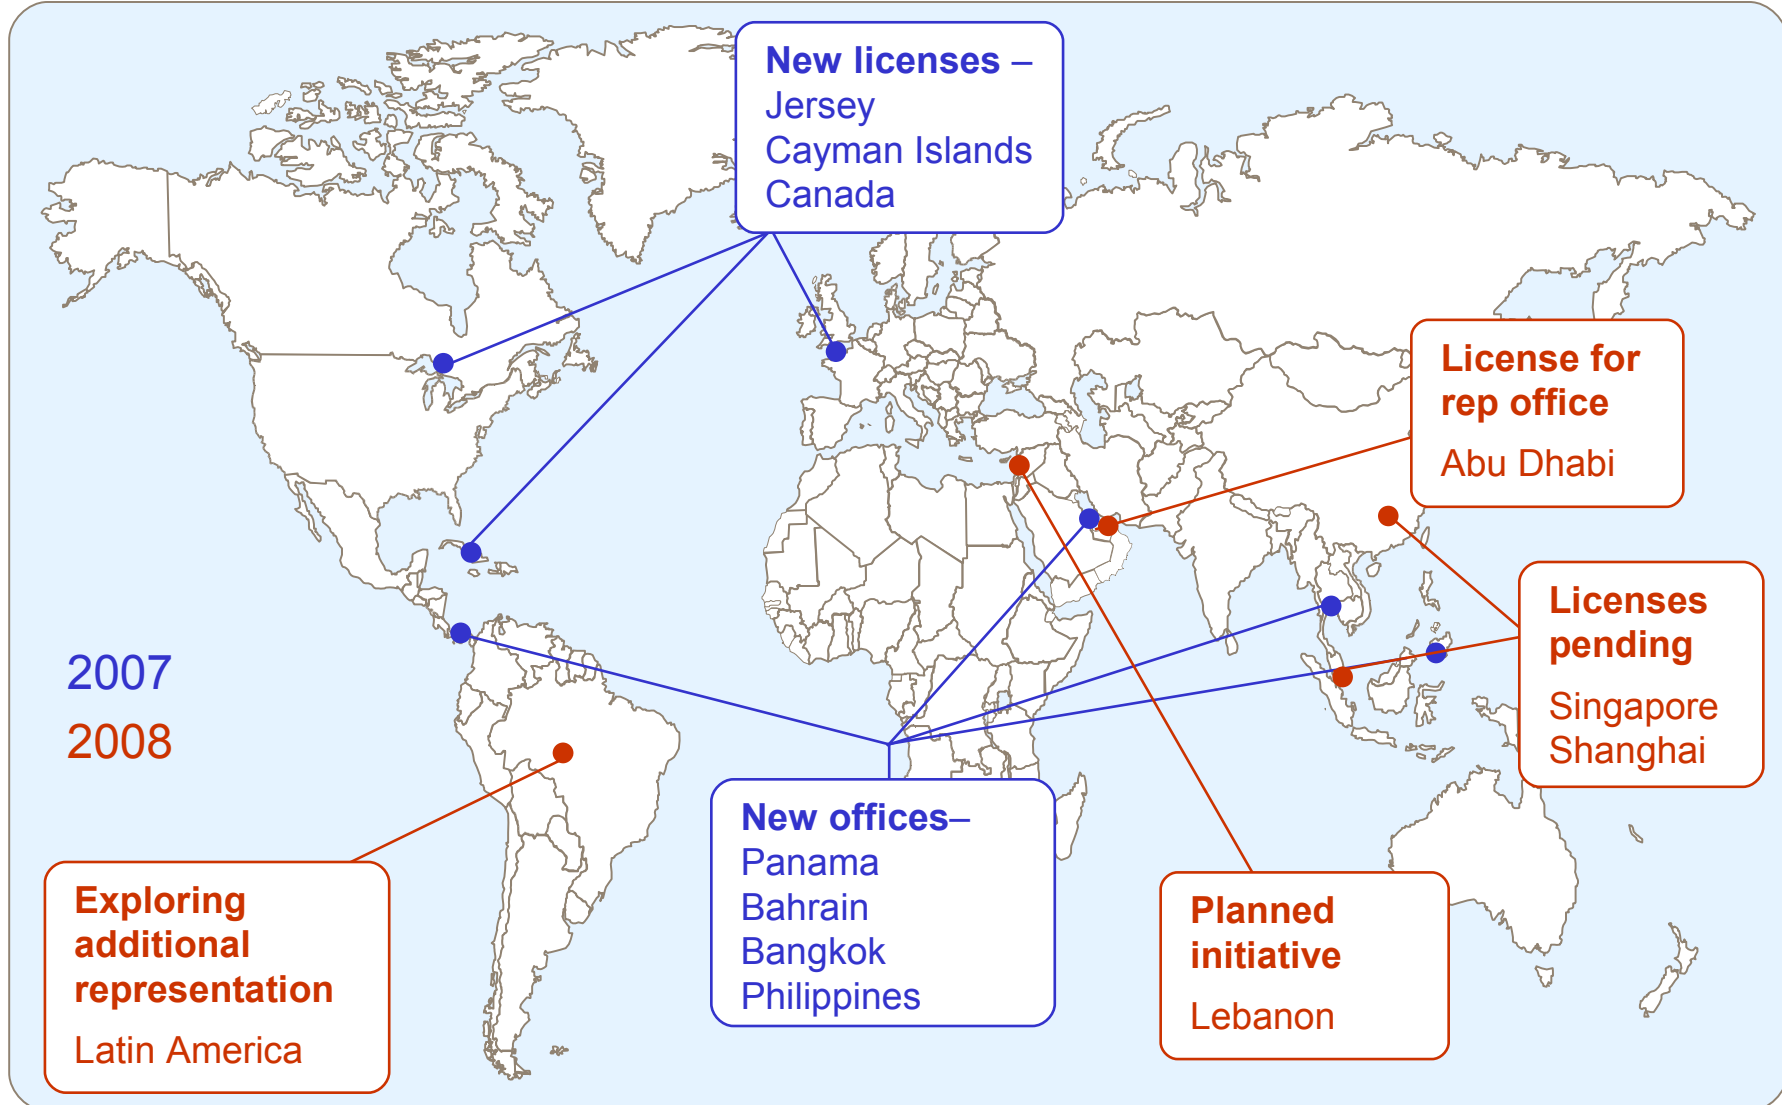 New licenses –
Jersey
Cayman Islands
Canada
License for
rep office
Abu Dhabi
Licenses
pending
Singapore
Shanghai
2007
2008
New offices–
Panama
Bahrain
Bangkok
Philippines
Exploring
additional
representation
Latin America
Planned
initiative
Lebanon